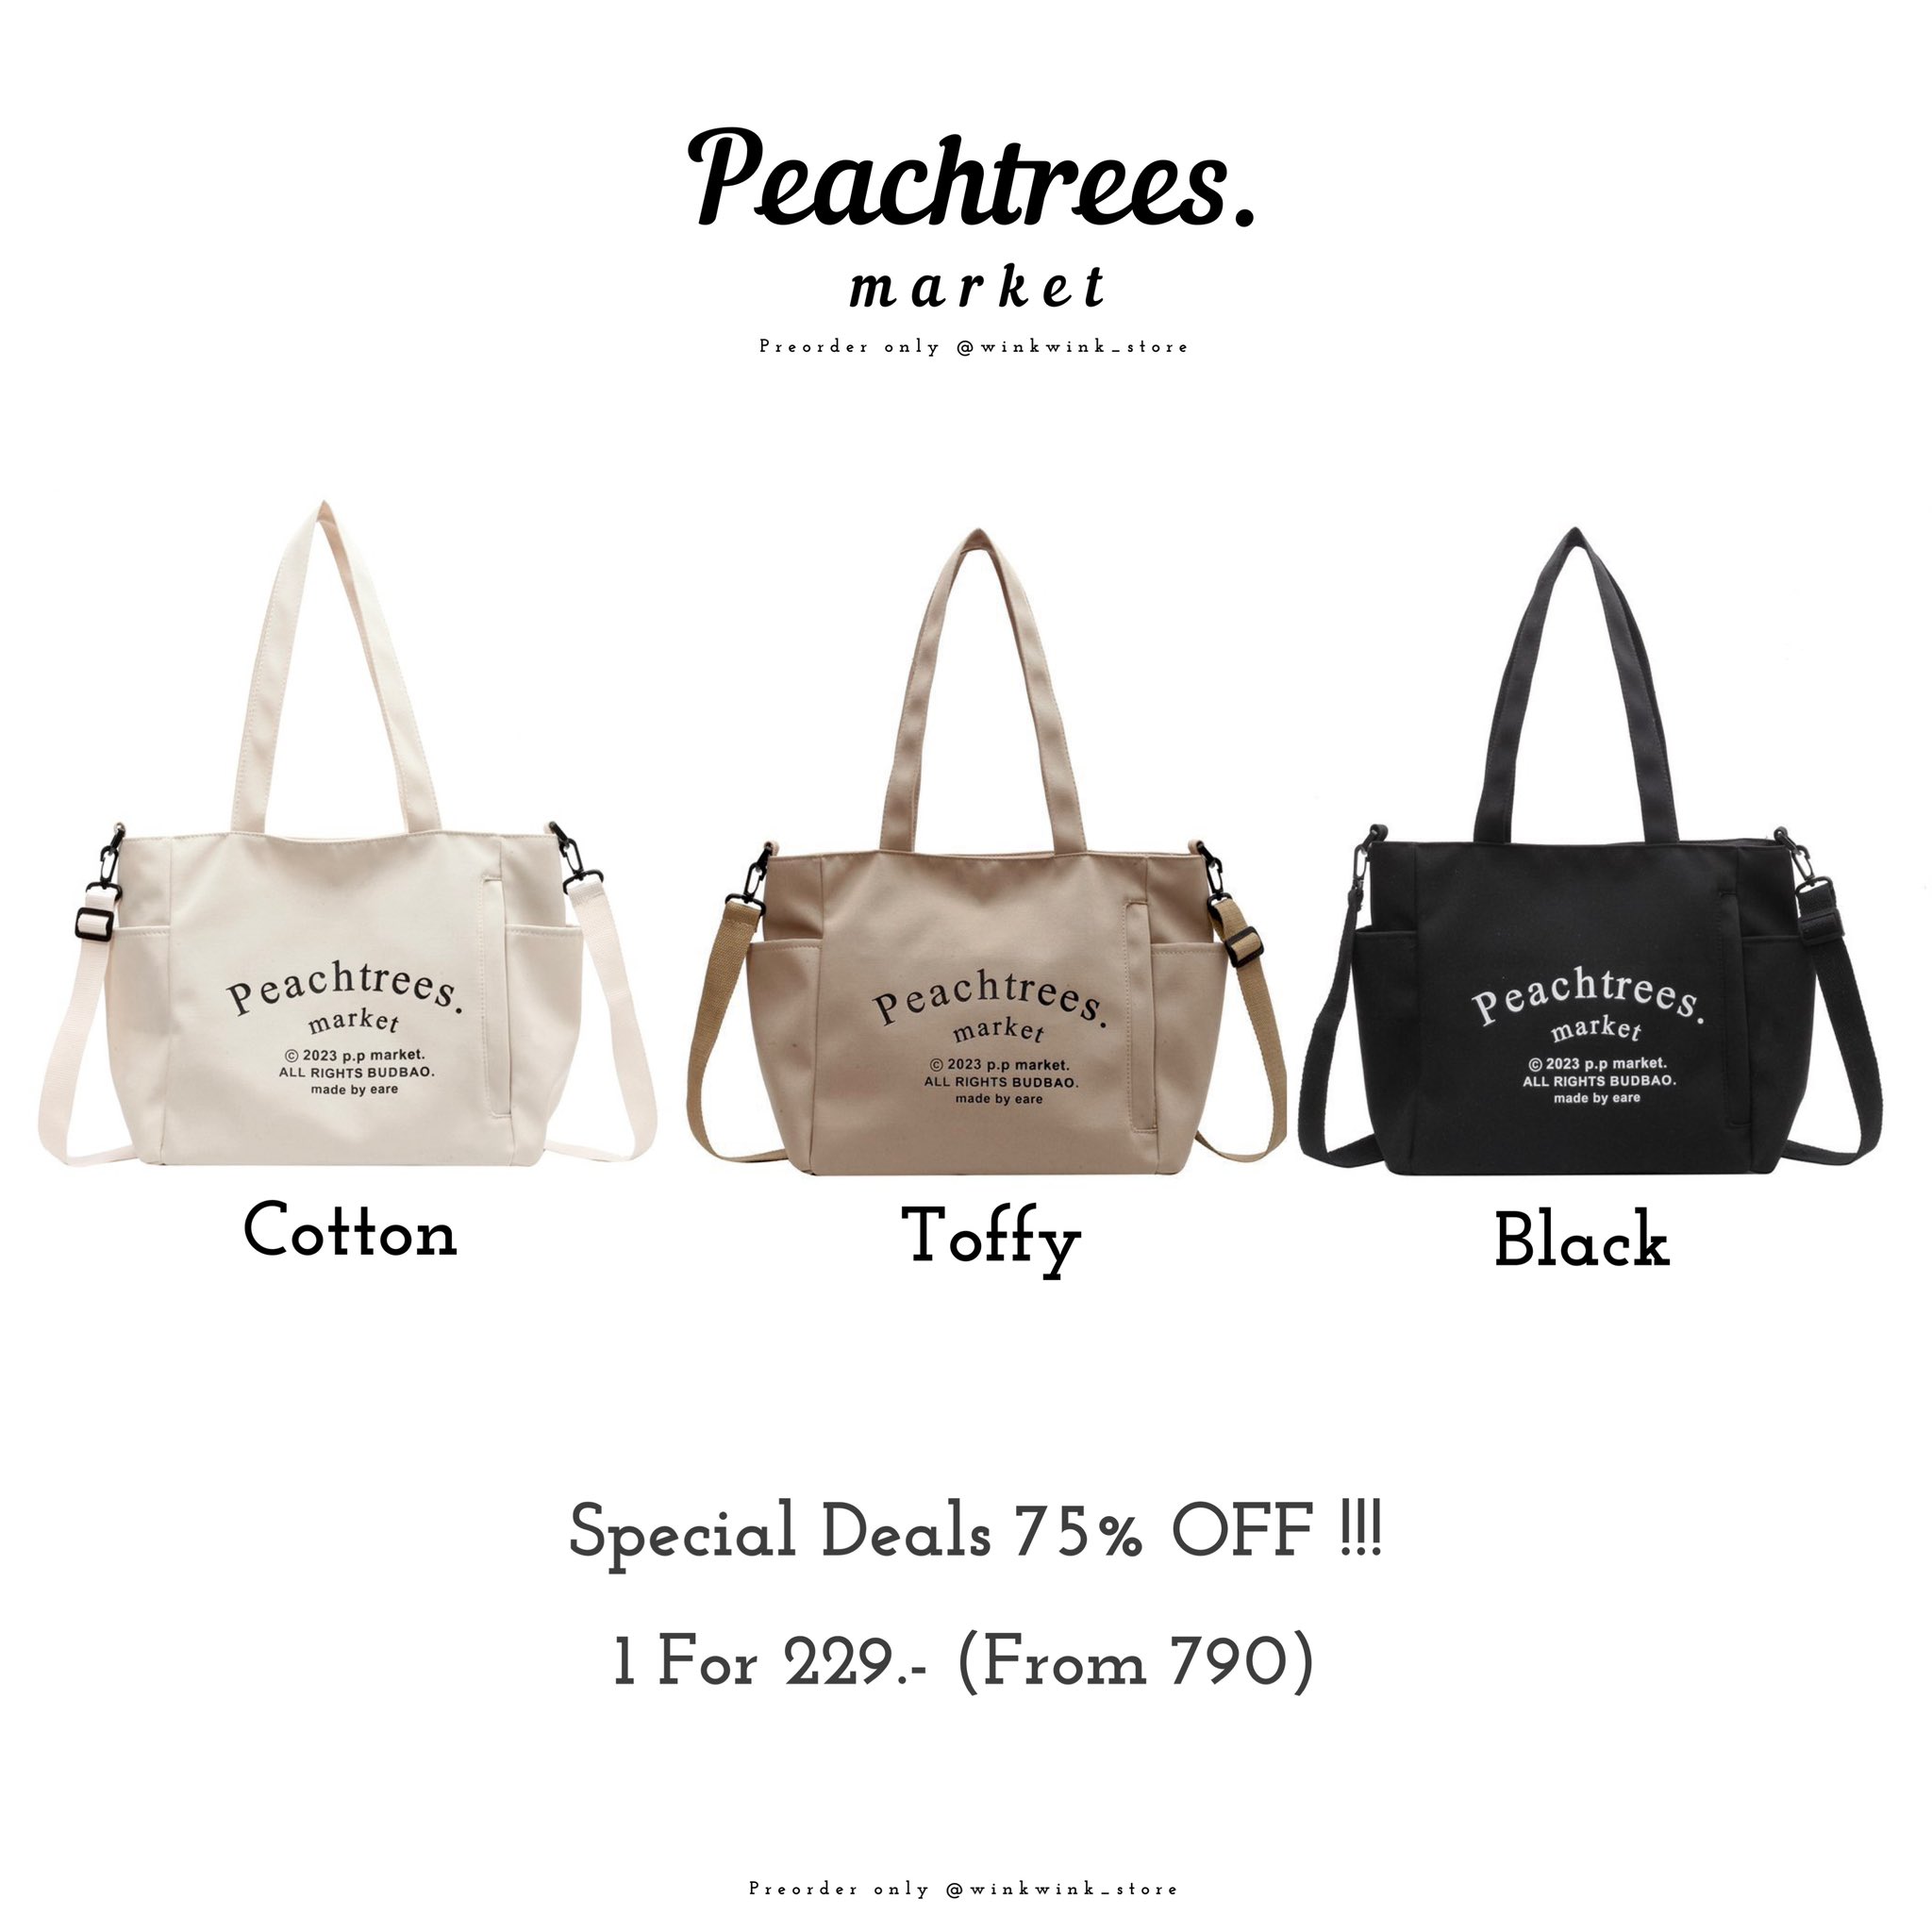 Peachtrees.
market
Preorder only @winkwink_store
Peachtrees.
market
© 2023 p.p market.
ALL RIGHTS BUDBAO.
made by eare
Peachtrees.
market
© 2023 p.p market.
ALL RIGHTS BUDBAO.
made by eare
Peachtrees.
market
© 2023 p.p market.
ALL RIGHTS BUDBAO.
made by eare
Cotton
Toffy
Black
Special Deals 75% OFF !!!
1 For 229.- (From 790)
Preorder only @winkwink_store